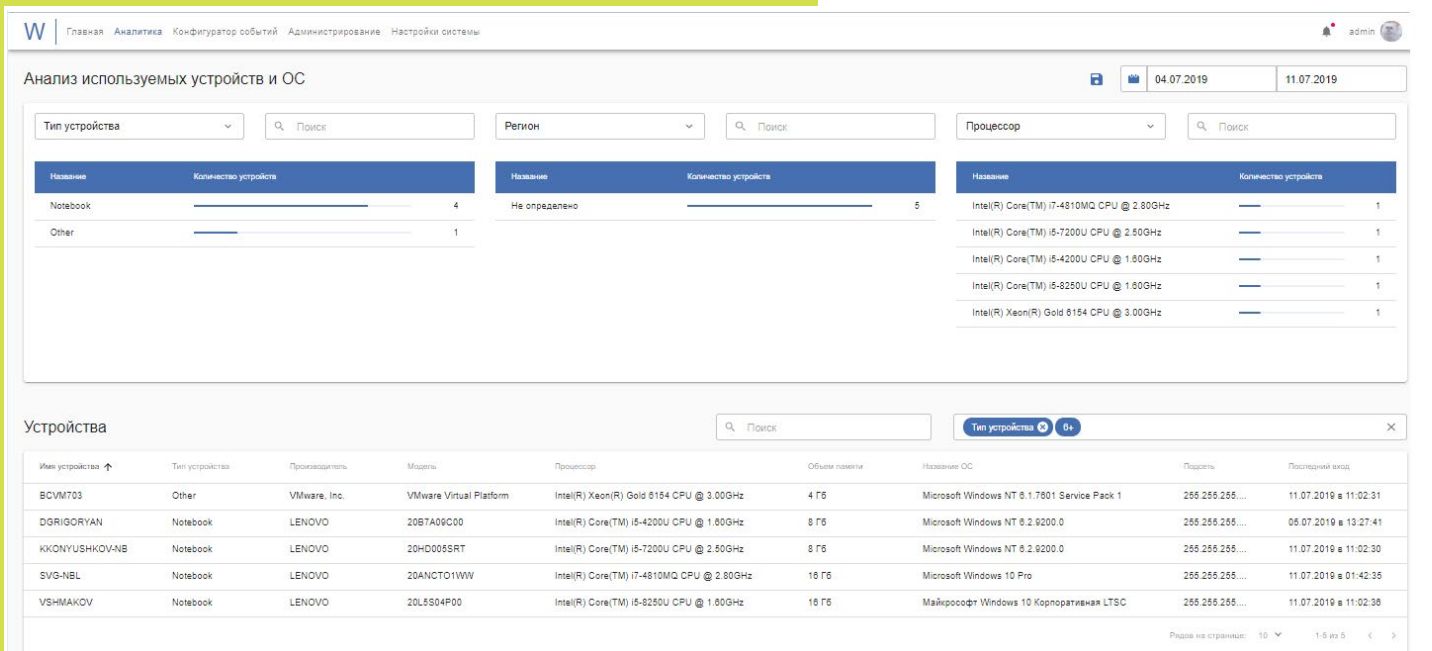 W Главная Аналитика Конфигуратор событий Администрирование Настройки системы admin
Анализ используемых устройств и ОС 04.07.2019 11.07.2019
Тип устройства Поиск Регион Поиск Процессор Поиск
Название Количество устройств Название Количество устройств Название Количество устройств
Notebook 4 Не определено 5 Intel(R) Core(TM) i7-4810MQ CPU @ 2.80GHz 1
Other 1 Intel(R) Core(TM) i5-7200U CPU @ 2.50GHz 1
Intel(R) Core(TM) i5-4200U CPU @ 1.60GHz 1
Intel(R) Core(TM) i5-8250U CPU @ 1.60GHz 1
Intel(R) Xeon(R) Gold 6154 CPU @ 3.00GHz 1
Устройства Поиск Тип устройства 6+
Имя устройства Тип устройства Производитель Модель Процессор Объем памяти Название ОС Подсеть Последний вход
BCVM703 Other VMware, Inc. VMware Virtual Platform Intel(R) Xeon(R) Gold 6154 CPU @ 3.00GHz 4 Гб Microsoft Windows NT 6.1.7601 Service Pack 1 255.255.255.... 11.07.2019 в 11:02:31
DGRIGORYAN Notebook LENOVO 20B7A09C00 Intel(R) Core(TM) i5-4200U CPU @ 1.60GHz 8 Гб Microsoft Windows NT 6.2.9200.0 255.255.255.... 05.07.2019 в 13:27:41
KKONYUSHKOV-NB Notebook LENOVO 20HD005SRT Intel(R) Core(TM) i5-7200U CPU @ 2.50GHz 8 Гб Microsoft Windows NT 6.2.9200.0 255.255.255.... 11.07.2019 в 11:02:30
SVG-NBL Notebook LENOVO 20ANCTO1WW Intel(R) Core(TM) i7-4810MQ CPU @ 2.80GHz 16 Гб Microsoft Windows 10 Pro 255.255.255.... 11.07.2019 в 01:42:35
VSHMAKOV Notebook LENOVO 20L5S04P00 Intel(R) Core(TM) i5-8250U CPU @ 1.60GHz 16 Гб Майкрософт Windows 10 Корпоративная LTSC 255.255.255.... 11.07.2019 в 11:02:36
Рядов на странице: 10 1-5 из 5